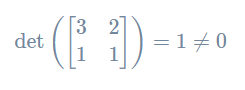 det([3 2
1 1]) = 1 ≠ 0